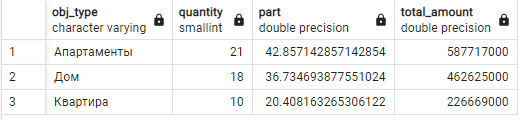 obj_type quantity part total_amount
character varying smallint double precision double precision
1 Апартаменты 21 42.857142857142854 587717000
2 Дом 18 36.734693877551024 462625000
3 Квартира 10 20.408163265306122 226669000